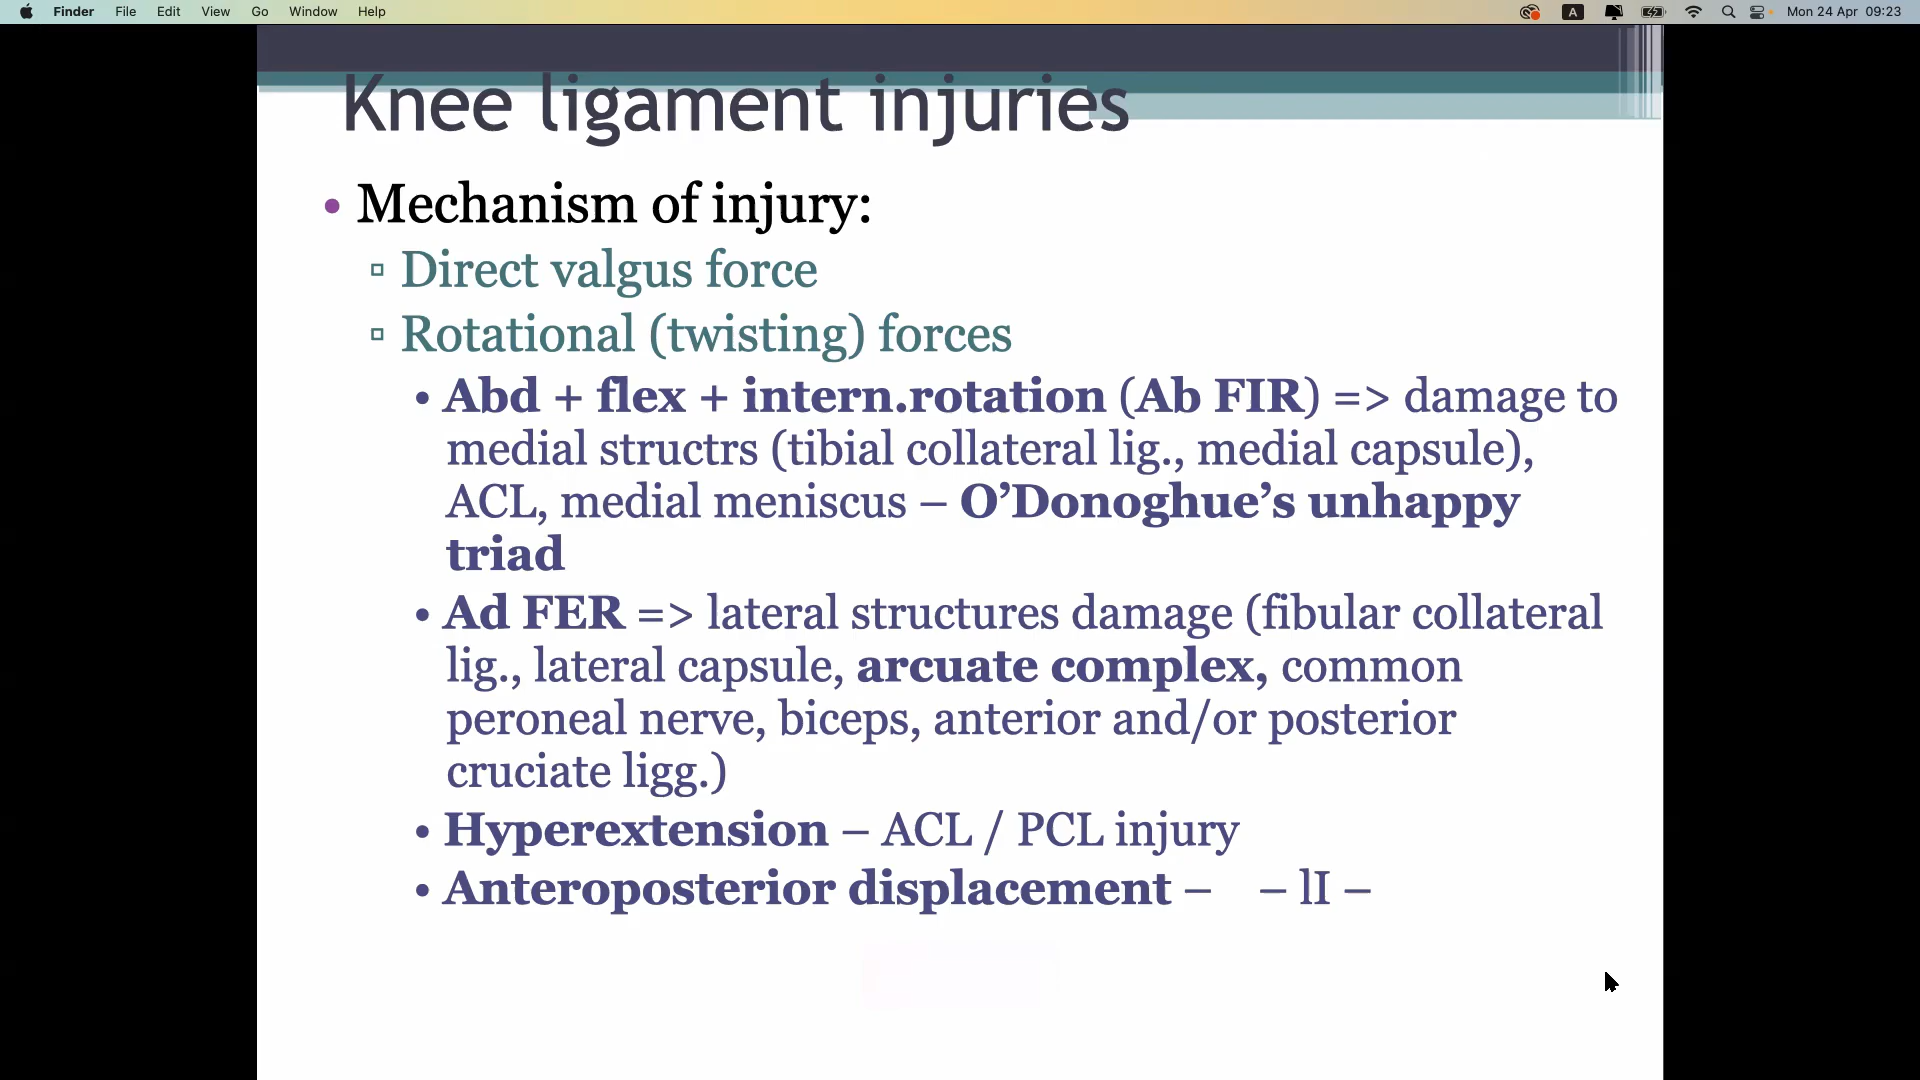 Finder File Edit View Go Window Help A Mon 24 Apr 09:23
Knee ligament injuries
• Mechanism of injury:
▫ Direct valgus force
▫ Rotational (twisting) forces
• Abd + flex + intern.rotation (Ab FIR) => damage to
medial structrs (tibial collateral lig., medial capsule),
ACL, medial meniscus – O’Donoghue’s unhappy
triad
• Ad FER => lateral structures damage (fibular collateral
lig., lateral capsule, arcuate complex, common
peroneal nerve, biceps, anterior and/or posterior
cruciate ligg.)
• Hyperextension – ACL / PCL injury
• Anteroposterior displacement – – lI –